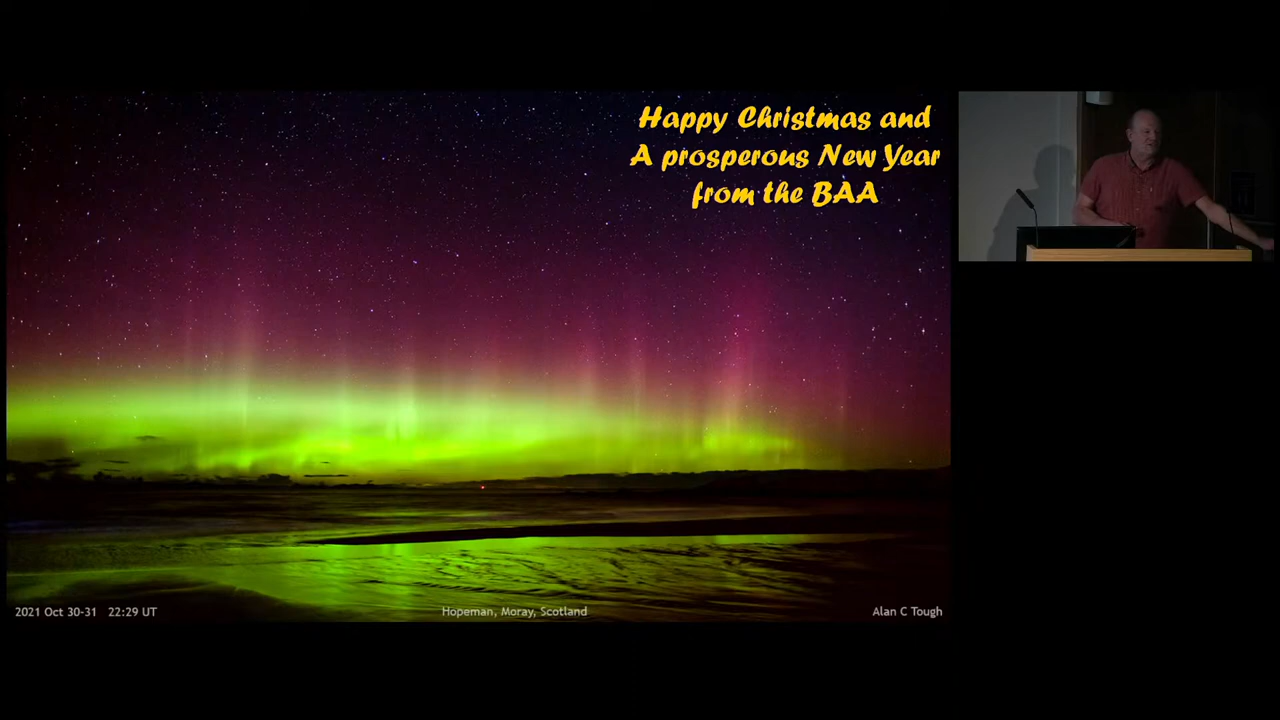 Happy Christmas and
A prosperous New Year
from the BAA
2021 Oct 30-31 22:29 UT
Hopeman, Moray, Scotland
Alan C Tough